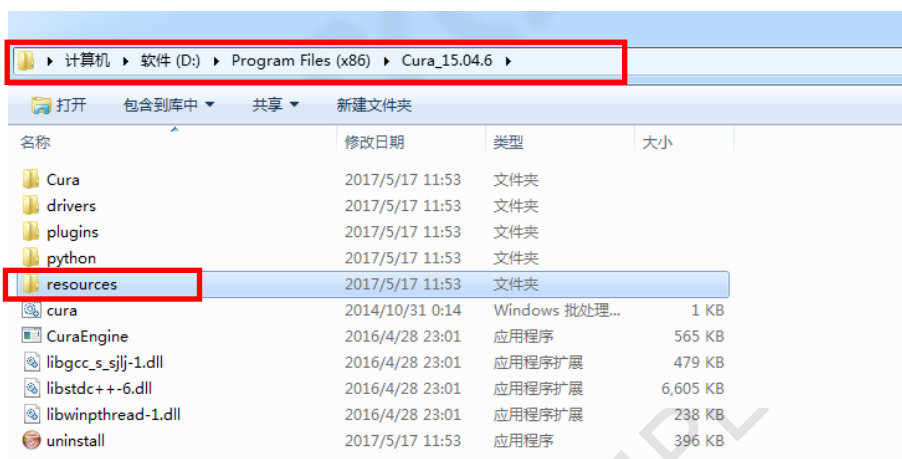 计算机 软件 (D:) Program Files (x86) Cura_15.04.6
打开 包含到库中 共享 新建文件夹
名称 修改日期 类型 大小
Cura 2017/5/17 11:53 文件夹
drivers 2017/5/17 11:53 文件夹
plugins 2017/5/17 11:53 文件夹
python 2017/5/17 11:53 文件夹
resources 2017/5/17 11:53 文件夹
cura 2014/10/31 0:14 Windows 批处理... 1 KB
CuraEngine 2016/4/28 23:01 应用程序 565 KB
libgcc_s_sjlj-1.dll 2016/4/28 23:01 应用程序扩展 479 KB
libstdc++-6.dll 2016/4/28 23:01 应用程序扩展 6,605 KB
libwinpthread-1.dll 2016/4/28 23:01 应用程序扩展 238 KB
uninstall 2017/5/17 11:53 应用程序 396 KB